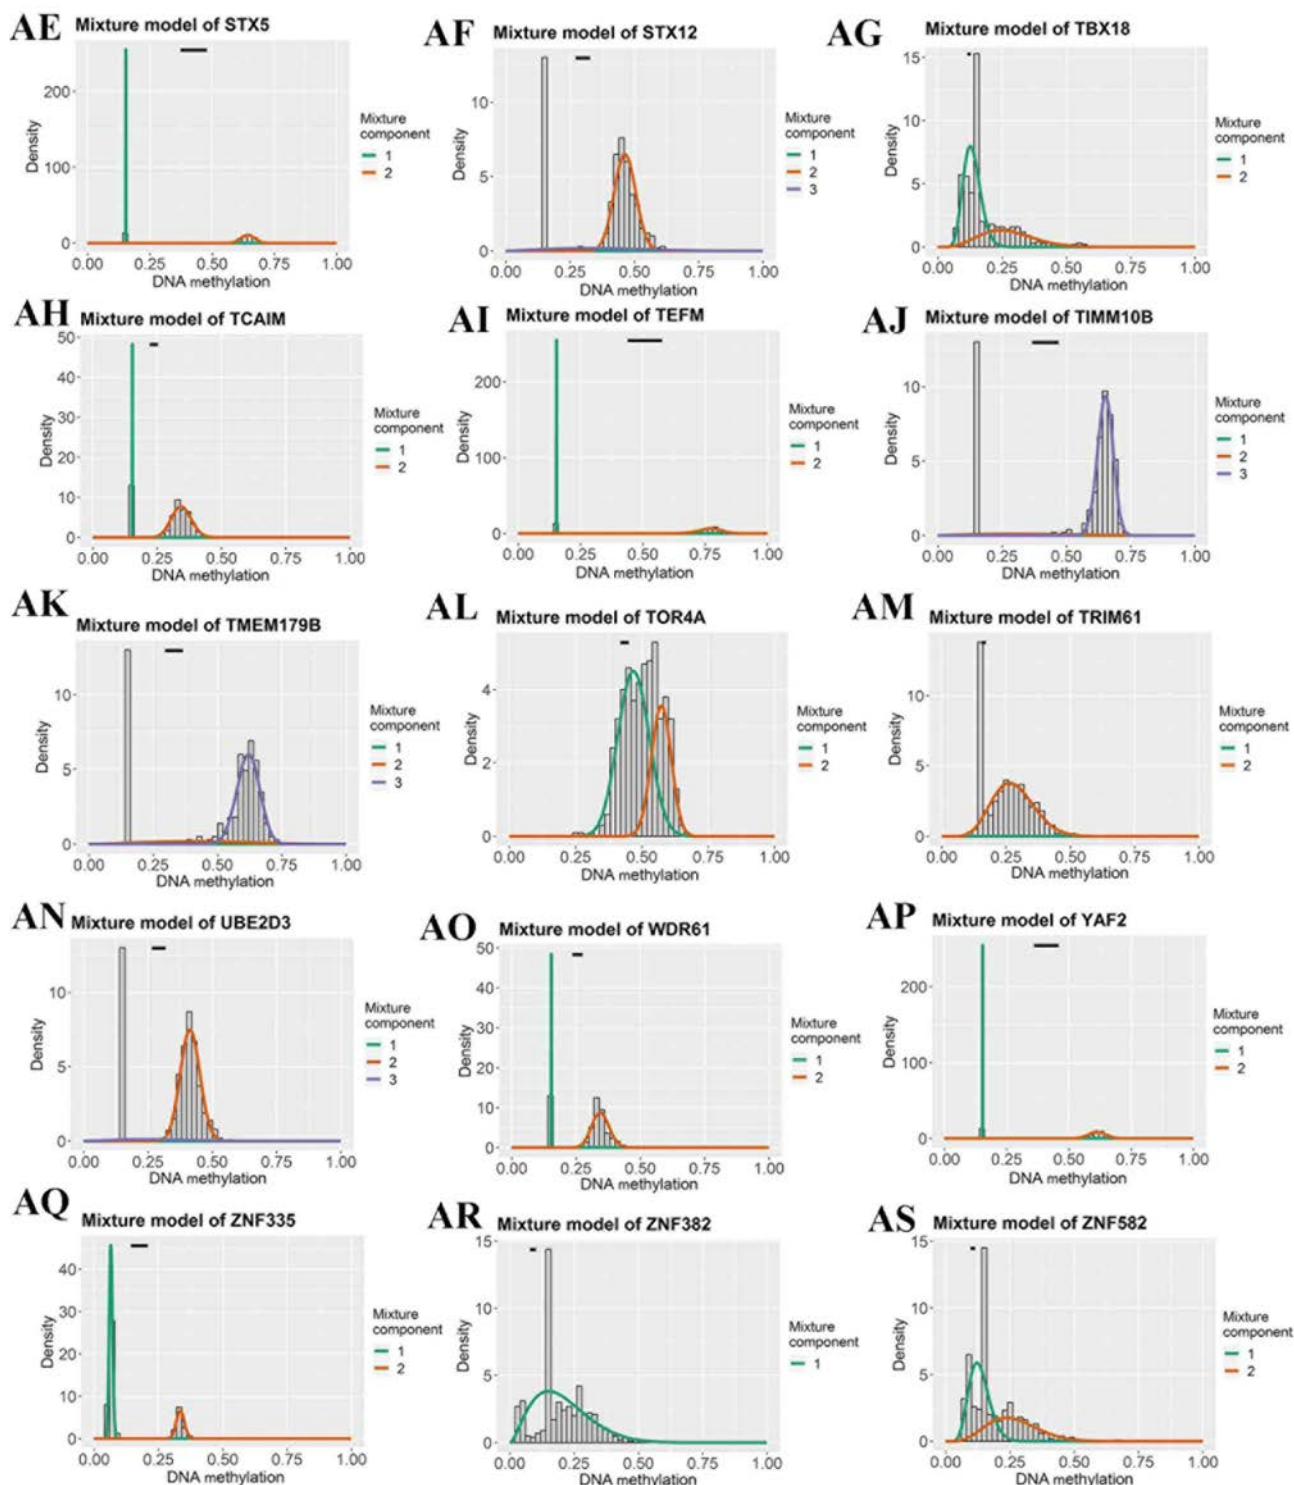 AE Mixture model of STX5
200
100
0
Density
0.00 0.25 0.50 0.75 1.00
DNA methylation
Mixture
component
1
2
AF Mixture model of STX12
10
5
0
Density
0.00 0.25 0.50 0.75 1.00
DNA methylation
Mixture
component
1
2
3
AG Mixture model of TBX18
15
10
5
0
Density
0.00 0.25 0.50 0.75 1.00
DNA methylation
Mixture
component
1
2
AH Mixture model of TCAIM
50
40
30
20
10
0
Density
0.00 0.25 0.50 0.75 1.00
DNA methylation
Mixture
component
1
2
AI Mixture model of TEFM
200
100
0
Density
0.00 0.25 0.50 0.75 1.00
DNA methylation
Mixture
component
1
2
AJ Mixture model of TIMM10B
10
5
0
Density
0.00 0.25 0.50 0.75 1.00
DNA methylation
Mixture
component
1
2
3
AK Mixture model of TMEM179B
10
5
0
Density
0.00 0.25 0.50 0.75 1.00
DNA methylation
Mixture
component
1
2
3
AL Mixture model of TOR4A
4
2
0
Density
0.00 0.25 0.50 0.75 1.00
DNA methylation
Mixture
component
1
2
AM Mixture model of TRIM61
10
5
0
Density
0.00 0.25 0.50 0.75 1.00
DNA methylation
Mixture
component
1
2
AN Mixture model of UBE2D3
10
5
0
Density
0.00 0.25 0.50 0.75 1.00
DNA methylation
Mixture
component
1
2
3
AO Mixture model of WDR61
50
40
30
20
10
0
Density
0.00 0.25 0.50 0.75 1.00
DNA methylation
Mixture
component
1
2
AP Mixture model of YAF2
200
100
0
Density
0.00 0.25 0.50 0.75 1.00
DNA methylation
Mixture
component
1
2
AQ Mixture model of ZNF335
40
30
20
10
0
Density
0.00 0.25 0.50 0.75 1.00
DNA methylation
Mixture
component
1
2
AR Mixture model of ZNF382
15
10
5
0
Density
0.00 0.25 0.50 0.75 1.00
DNA methylation
Mixture
component
1
AS Mixture model of ZNF582
15
10
5
0
Density
0.00 0.25 0.50 0.75 1.00
DNA methylation
Mixture
component
1
2